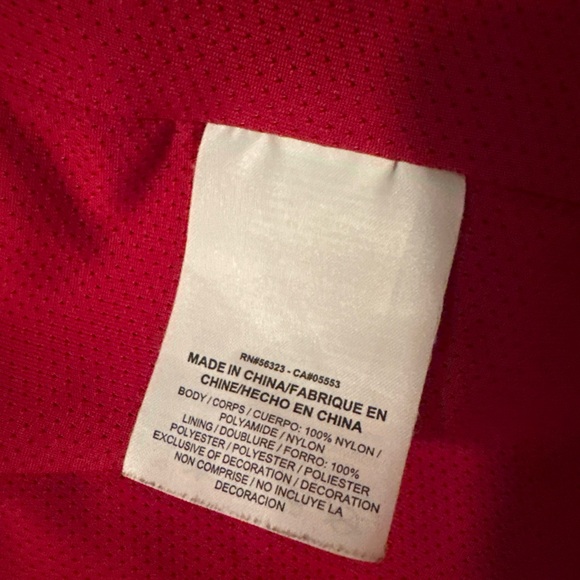 RN#56323 - CA#05553
MADE IN CHINA/FABRIQUE EN
CHINE/HECHO EN CHINA
BODY / CORPS / CUERPO: 100% NYLON /
POLYAMIDE / NYLON
LINING / DOUBLURE / FORRO: 100%
POLYESTER / POLYESTER / POLIESTER
EXCLUSIVE OF DECORATION / DECORATION
NON COMPRISE / NO INCLUYE LA
DECORACION